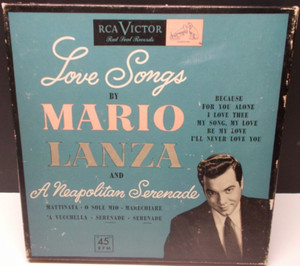 RCA VICTOR
Red Seal Records
Love Songs
BY
MARIO
LANZA
AND
A Neapolitan Serenade
BECAUSE
FOR YOU ALONE
I LOVE THEE
MY SONG, MY LOVE
BE MY LOVE
I'LL NEVER LOVE YOU
MATTINATA · O SOLE MIO · MARECHIARE
'A VUCCHELLA · SERENADE · SERENADE
45
RPM